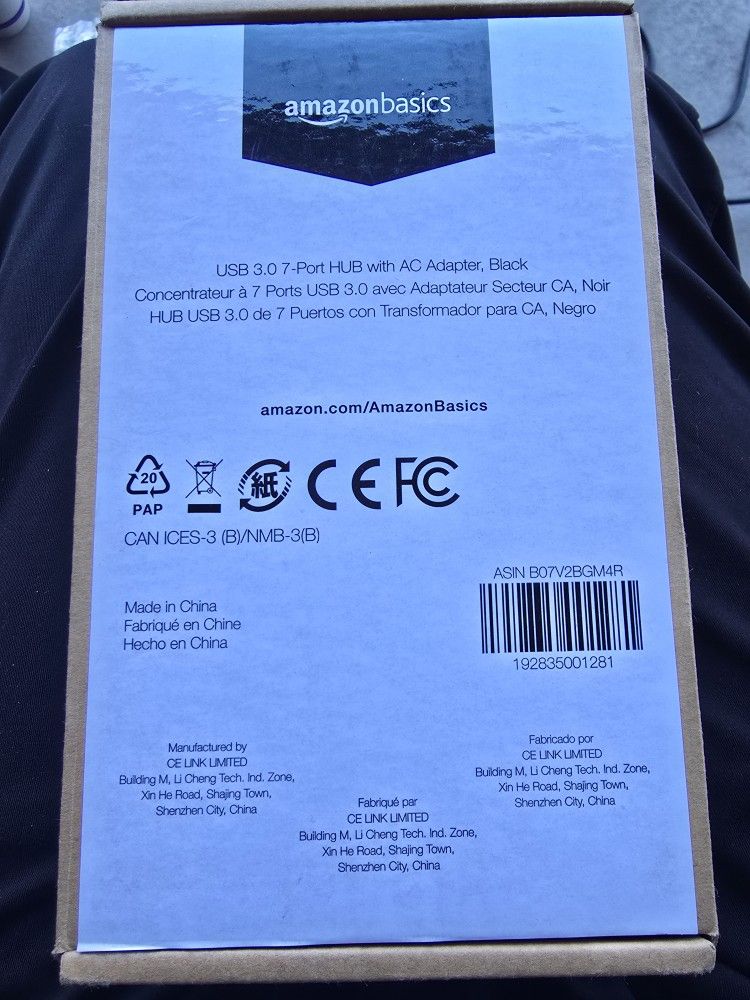 amazonbasics
USB 3.0 7-Port HUB with AC Adapter, Black
Concentrateur à 7 Ports USB 3.0 avec Adaptateur Secteur CA, Noir
HUB USB 3.0 de 7 Puertos con Transformador para CA, Negro
amazon.com/AmazonBasics
20
PAP
紙
CE
FC
CAN ICES-3 (B)/NMB-3(B)
Made in China
Fabriqué en Chine
Hecho en China
ASIN B07V2BGM4R
192835001281
Manufactured by
CE LINK LIMITED
Building M, Li Cheng Tech. Ind. Zone,
Xin He Road, Shajing Town,
Shenzhen City, China
Fabriqué par
CE LINK LIMITED
Building M, Li Cheng Tech. Ind. Zone,
Xin He Road, Shajing Town,
Shenzhen City, China
Fabricado por
CE LINK LIMITED
Building M, Li Cheng Tech. Ind. Zone,
Xin He Road, Shajing Town,
Shenzhen City, China